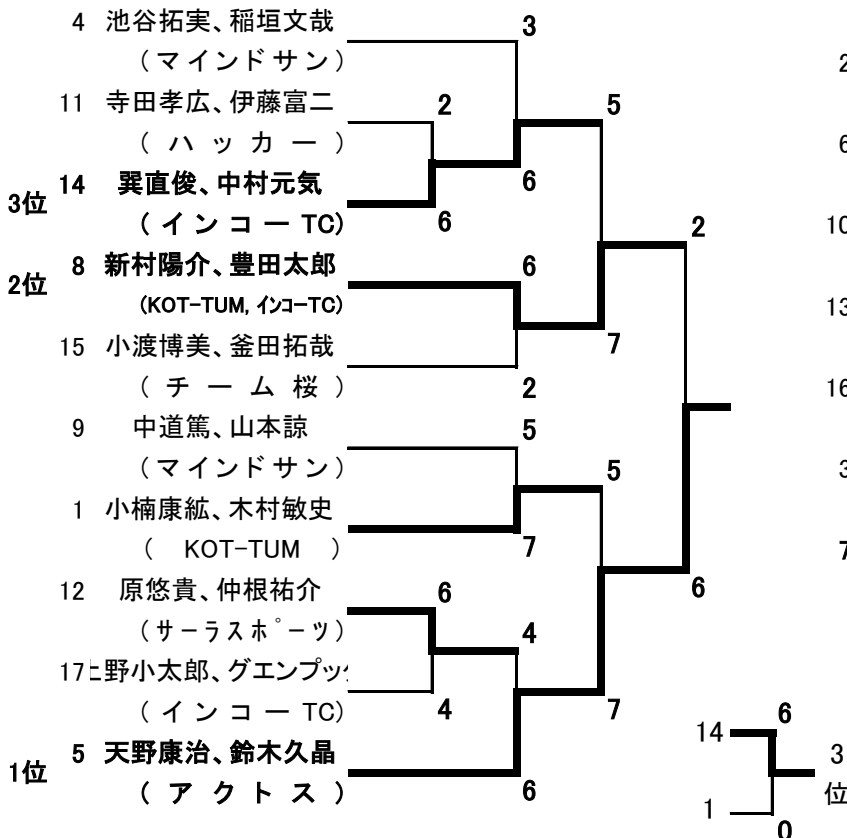 4 池谷拓実、稲垣文哉 3
(マインドサン)
2
11 寺田孝広、伊藤富二 2 5
(ハッカー)
6
3位 14 巽直俊、中村元気 6
(インコーTC) 6
10
2
2位 8 新村陽介、豊田太郎 6
(KOT-TUM, インコーTC)
13
15 小渡博美、釜田拓哉 7
(チーム桜) 2
16
9 中道篤、山本諒 5
(マインドサン) 5
3
1 小楠康紘、木村敏史
(KOT-TUM) 7
7
12 原悠貴、仲根祐介 6 6
(サーラスポーツ) 4
17 野小太郎、グエンプッ
(インコーTC) 4 7 6
14
1位 5 天野康治、鈴木久晶 3
(アクトス) 6 位
1
0